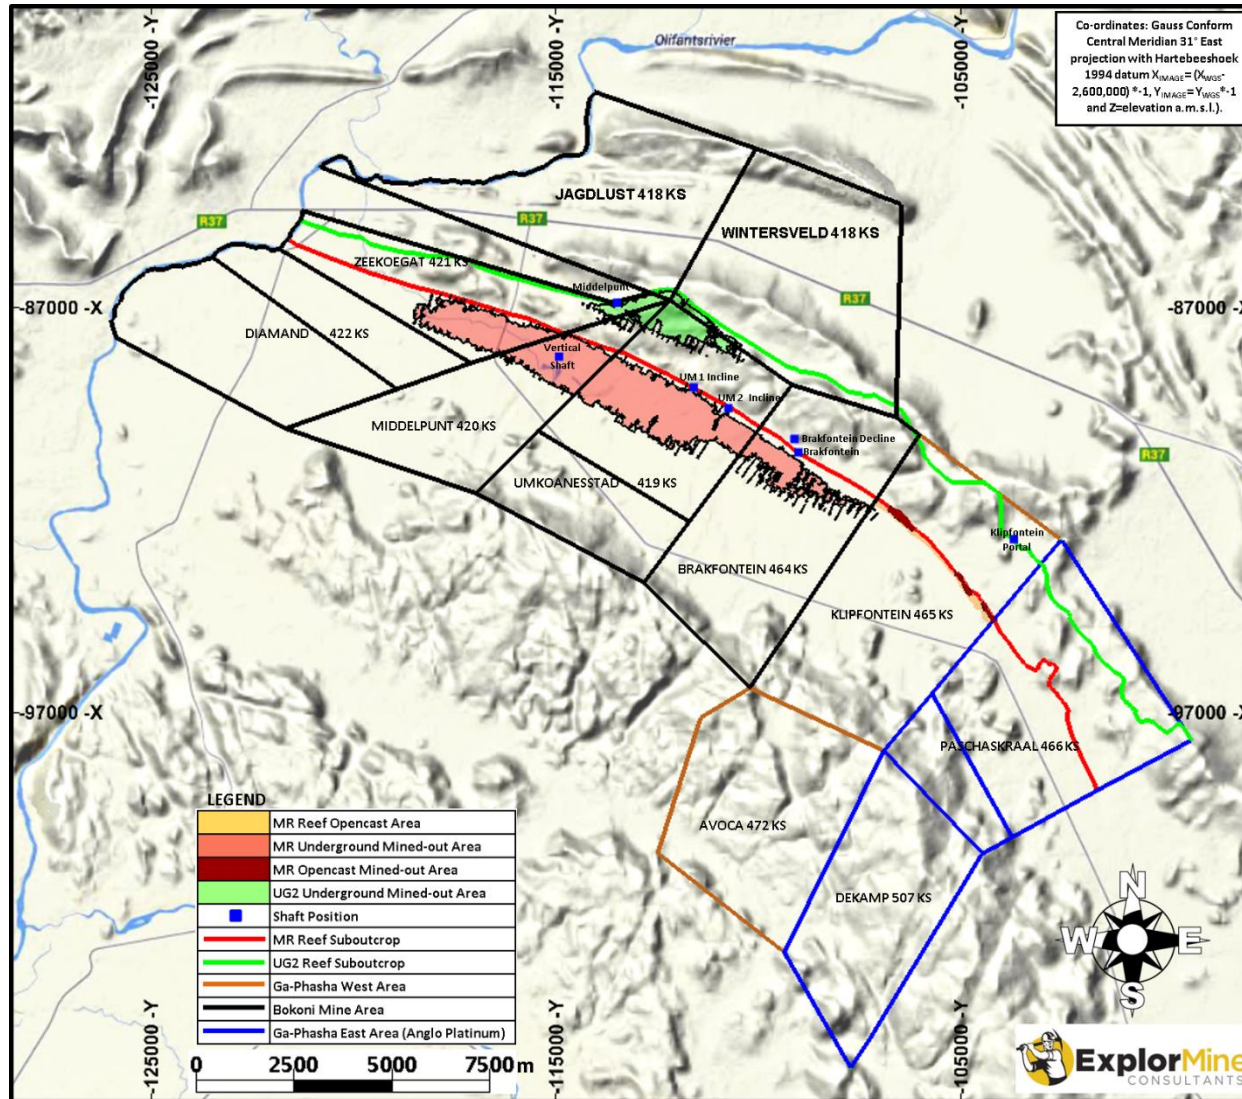 -125000 -Y
-115000 -Y
-105000 -Y
Co-ordinates: Gauss Conform
Central Meridian 31° East
projection with Hartebeeshoek
1994 datum XIMAGE= (XWGS-
2,600,000) *-1, YIMAGE= YWGS*-1
and Z=elevation a.m.s.l.).
Olifantsrivier
JAGDLUST 418 KS
R37
R37
WINTERSVELD 418 KS
ZEEKOEGAT 421 KS
Middelpunt
R37
-87000 -X
-87000 -X
DIAMAND 422 KS
Vertical
Shaft
UM 1 Incline
UM 2 Incline
MIDDELPUNT 420 KS
Brakfontein Decline
Brakfontein
R37
UMKOANESSTAD 419 KS
Klipfontein
Portal
BRAKFONTEIN 464 KS
KLIPFONTEIN 465 KS
-97000 -X
-97000 -X
PASCHASKRAAL 466 KS
AVOCA 472 KS
DEKAMP 507 KS
LEGEND
MR Reef Opencast Area
MR Underground Mined-out Area
MR Opencast Mined-out Area
UG2 Underground Mined-out Area
Shaft Position
MR Reef Suboutcrop
UG2 Reef Suboutcrop
Ga-Phasha West Area
Bokoni Mine Area
Ga-Phasha East Area (Anglo Platinum)
0 2500 5000 7500 m
N
W E
S
-125000 -Y
-115000 -Y
-105000 -Y
ExplorMine
CONSULTANTS